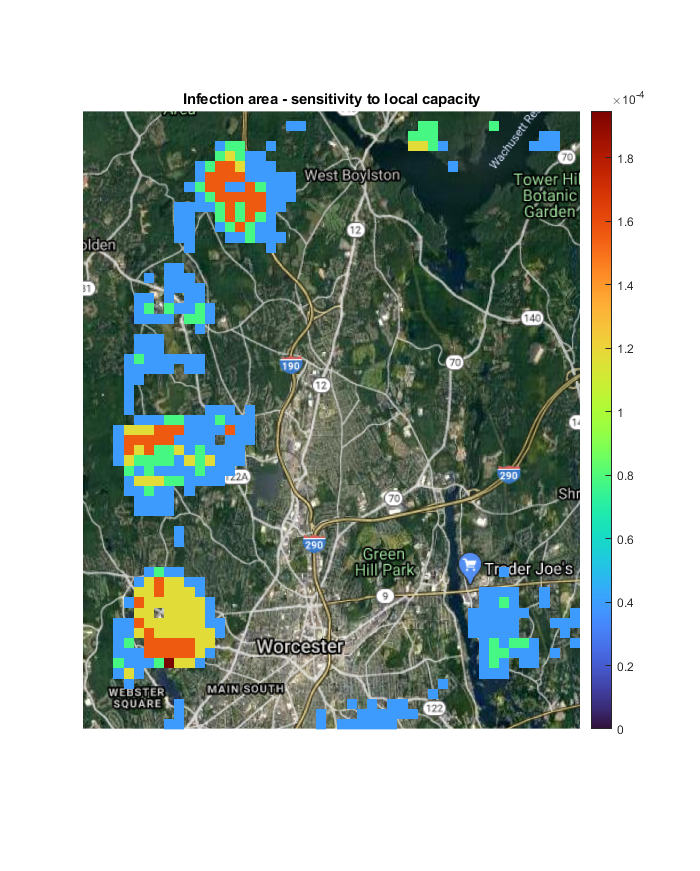 Infection area - sensitivity to local capacity
×10-4
Area
Wachusett Re
70
West Boylston
Tower Hil
Botanic
Garden
12
olden
31
140
70
190
12
14
122A
290
70
Shr
290
Green
Hill Park
Trader Joe's
9
Worcester
WEBSTER
SQUARE
MAIN SOUTH
122
1.8
1.6
1.4
1.2
1
0.8
0.6
0.4
0.2
0